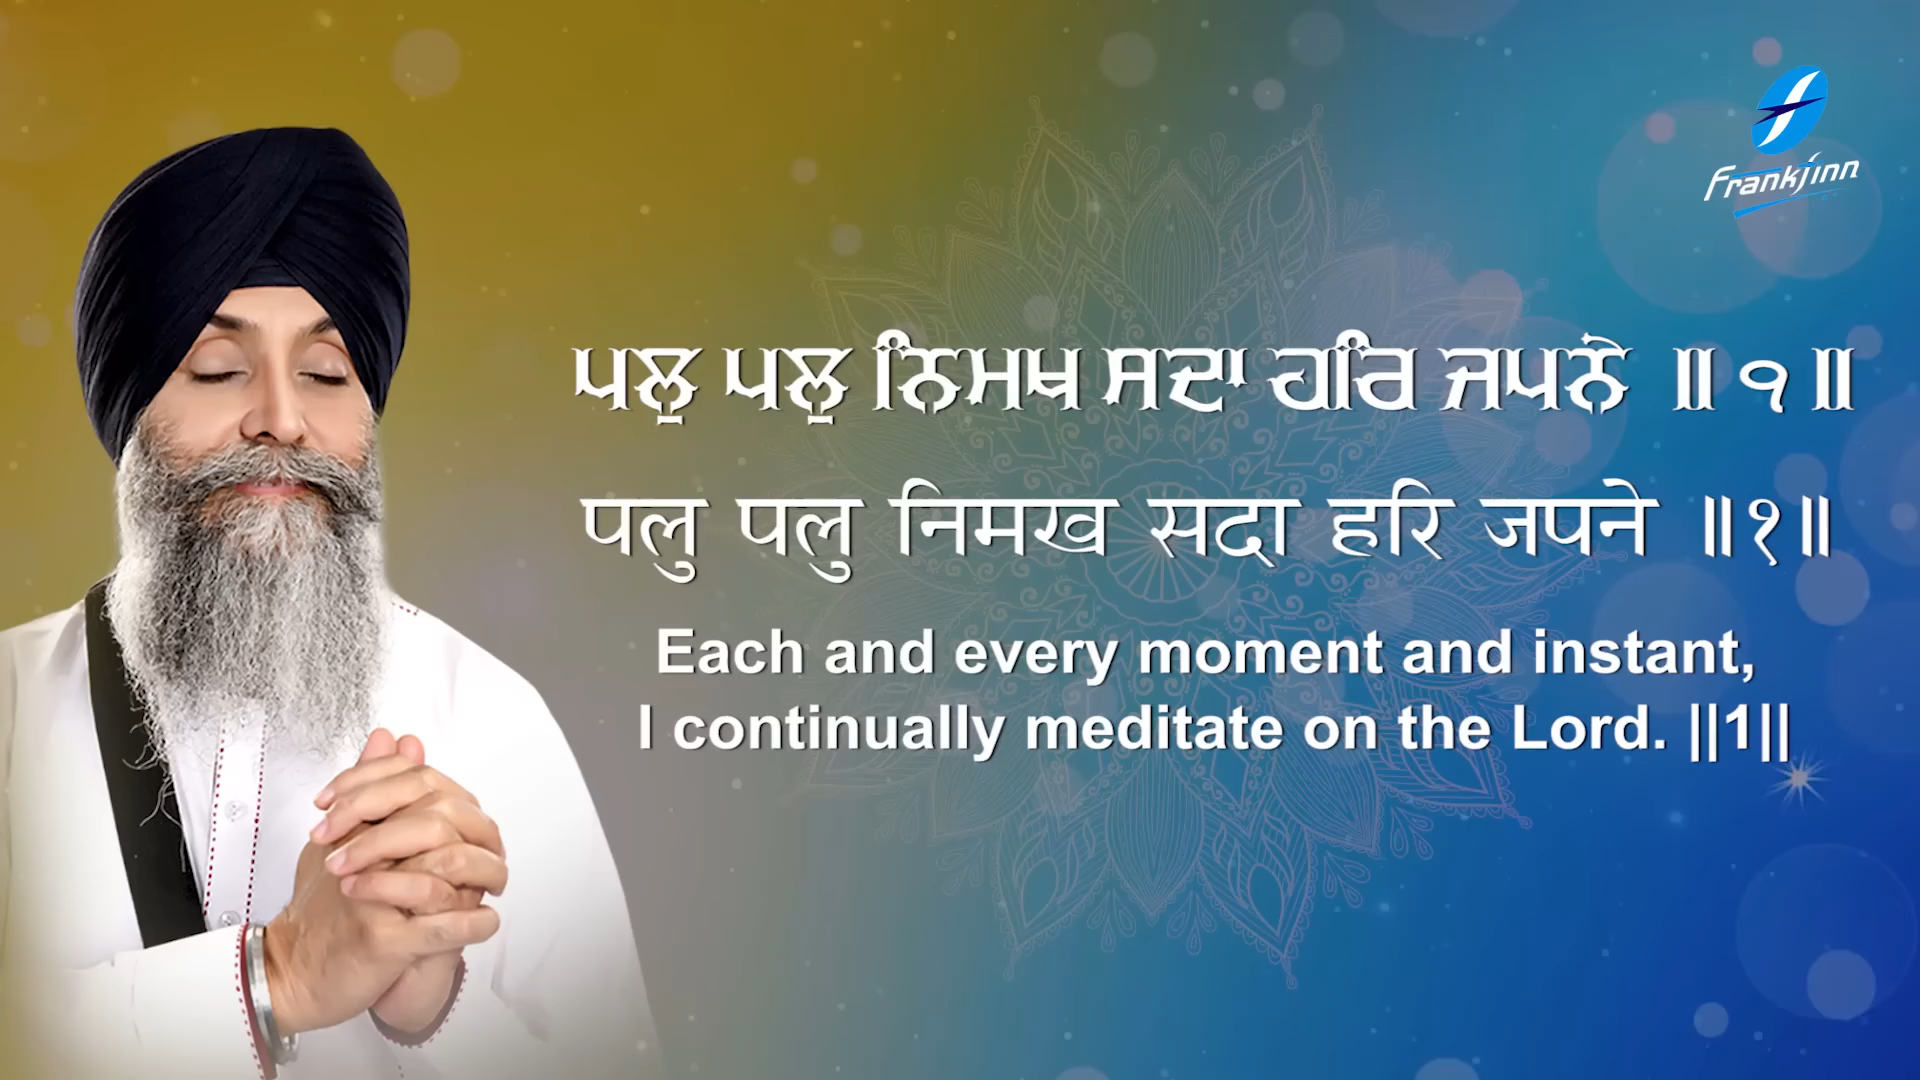 Frankfinn
ਪਲੁ ਪਲੁ ਨਿਮਖ ਸਦਾ ਹਰਿ ਜਪਨੇ ॥੧॥
पलु पलु निमख सदा हरि जपने ॥१॥
Each and every moment and instant,
I continually meditate on the Lord. ||1||